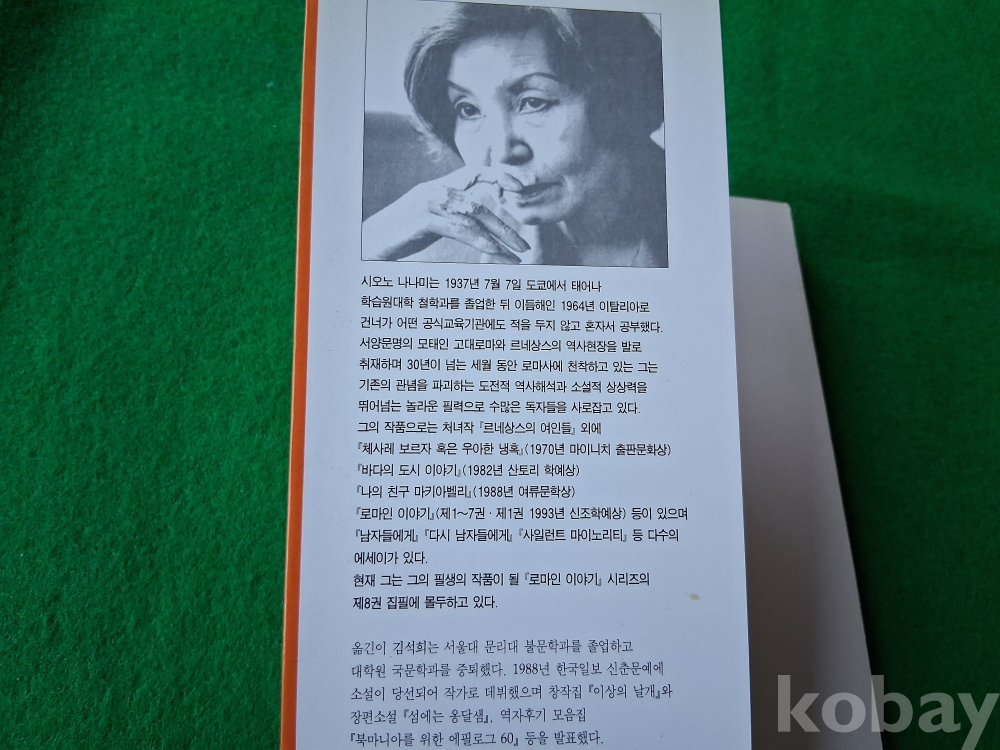 시오노 나나미는 1937년 7월 7일 도쿄에서 태어나
학습원대학 철학과를 졸업한 뒤 이듬해인 1964년 이탈리아로
건너가 어떤 공식교육기관에도 적을 두지 않고 혼자서 공부했다.
서양문명의 모태인 고대로마와 르네상스의 역사현장을 발로
취재하며 30년이 넘는 세월 동안 로마사에 천착하고 있는 그는
기존의 관념을 파괴하는 도전적 역사해석과 소설적 상상력을
뛰어넘는 놀라운 필력으로 수많은 독자들을 사로잡고 있다.
그의 작품으로는 처녀작 『르네상스의 여인들』 외에
『체사레 보르자 혹은 우아한 냉혹』(1970년 마이니치 출판문화상)
『바다의 도시 이야기』(1982년 산토리 학예상)
『나의 친구 마키아벨리』(1988년 여류문학상)
『로마인 이야기』(제1～7권·제1권 1993년 신조학예상) 등이 있으며
『남자들에게』 『다시 남자들에게』 『사일런트 마이노리티』 등 다수의
에세이가 있다.
현재 그는 그의 필생의 작품이 될 『로마인 이야기』 시리즈의
제8권 집필에 몰두하고 있다.
옮긴이 김석희는 서울대 문리대 불문학과를 졸업하고
대학원 국문학과를 중퇴했다. 1988년 한국일보 신춘문예에
소설이 당선되어 작가로 데뷔했으며 창작집 『이상의 날개』와
장편소설 『섬에는 옹달샘』, 역자후기 모음집
『북마니아를 위한 에필로그 60』 등을 발표했다.
kobay